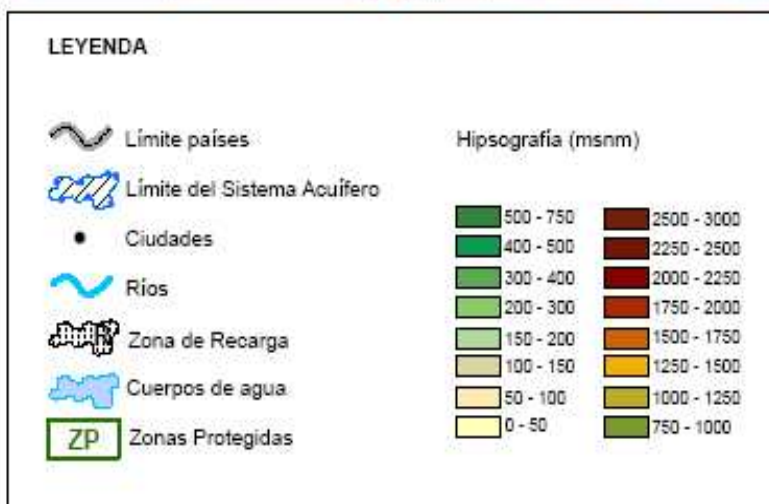 LEYENDA
Límite países
Límite del Sistema Acuífero
Ciudades
Ríos
Zona de Recarga
Cuerpos de agua
ZP Zonas Protegidas
Hipsografía (msnm)
500 - 750
400 - 500
300 - 400
200 - 300
150 - 200
100 - 150
50 - 100
0 - 50
2500 - 3000
2250 - 2500
2000 - 2250
1750 - 2000
1500 - 1750
1250 - 1500
1000 - 1250
750 - 1000